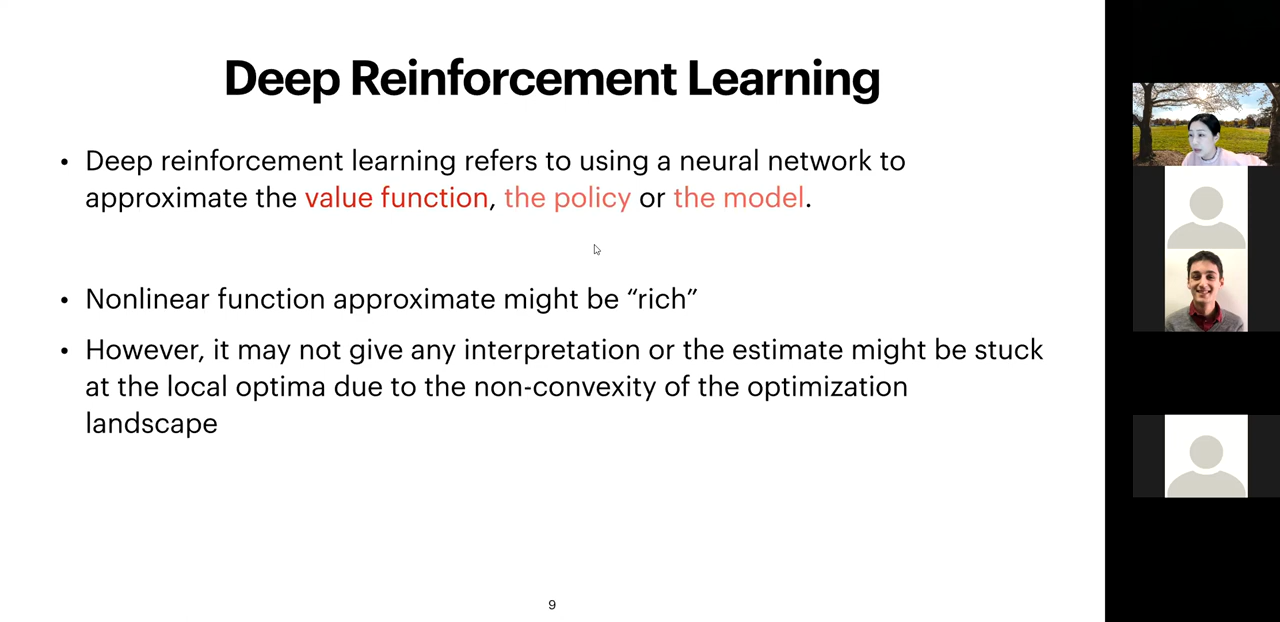 Deep Reinforcement Learning
• Deep reinforcement learning refers to using a neural network to
approximate the value function, the policy or the model.
• Nonlinear function approximate might be “rich”
• However, it may not give any interpretation or the estimate might be stuck
at the local optima due to the non-convexity of the optimization
landscape
9